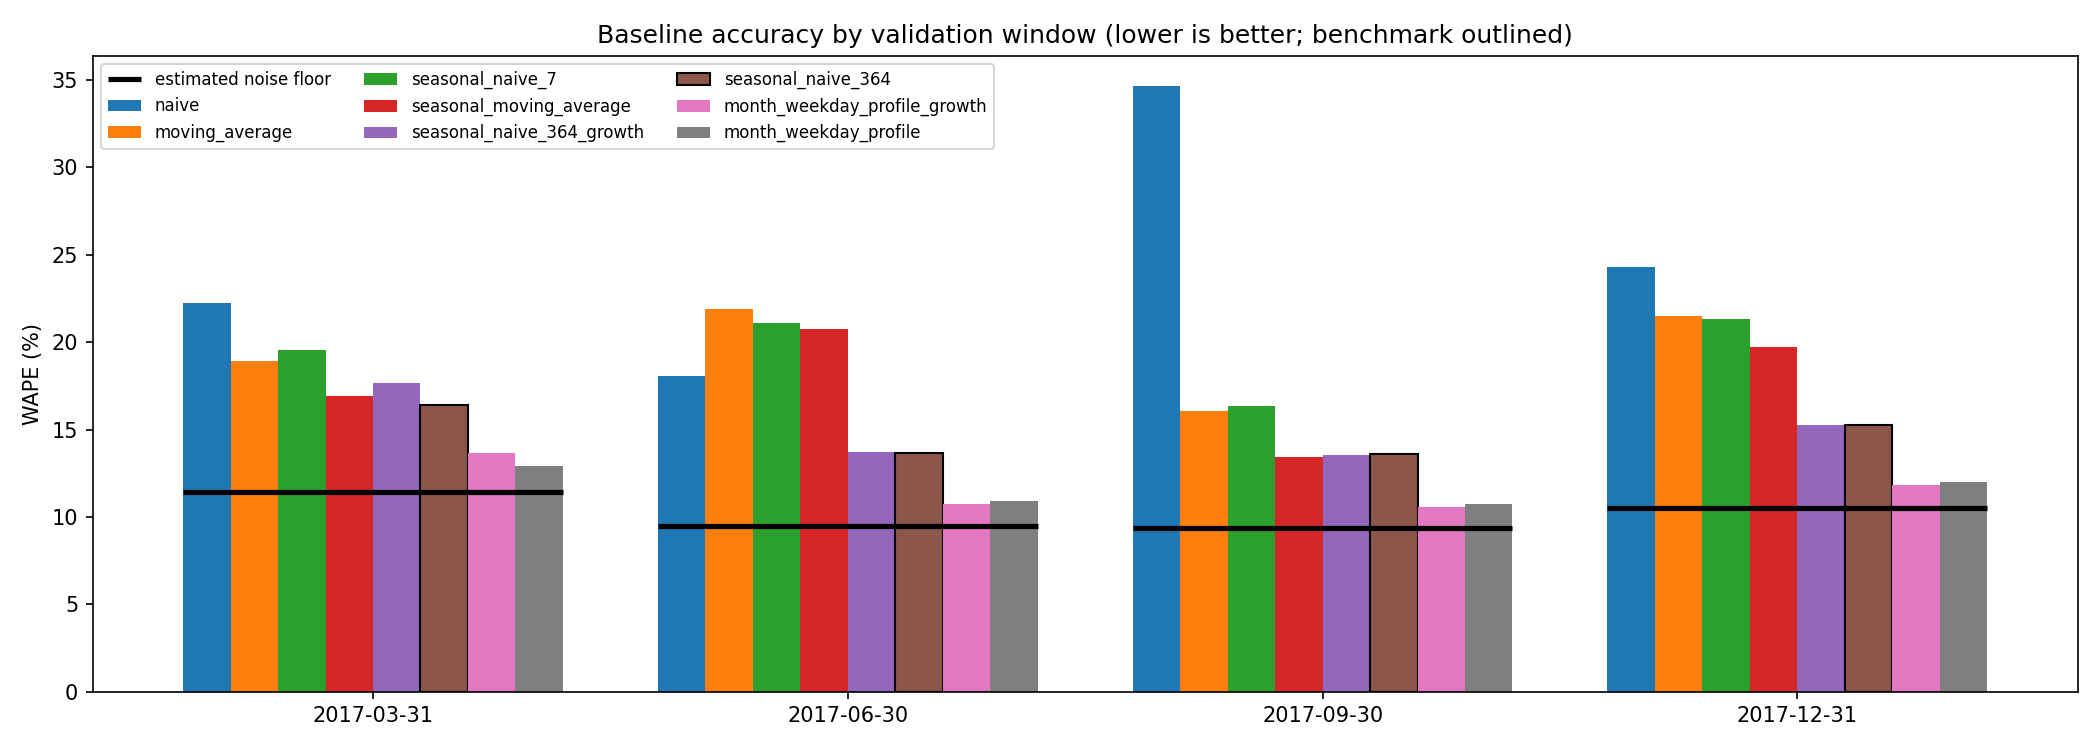 Baseline accuracy by validation window (lower is better; benchmark outlined)
estimated noise floor
naive
moving_average
seasonal_naive_7
seasonal_moving_average
seasonal_naive_364_growth
seasonal_naive_364
month_weekday_profile_growth
month_weekday_profile
WAPE (%)
35
30
25
20
15
10
5
0
2017-03-31
2017-06-30
2017-09-30
2017-12-31